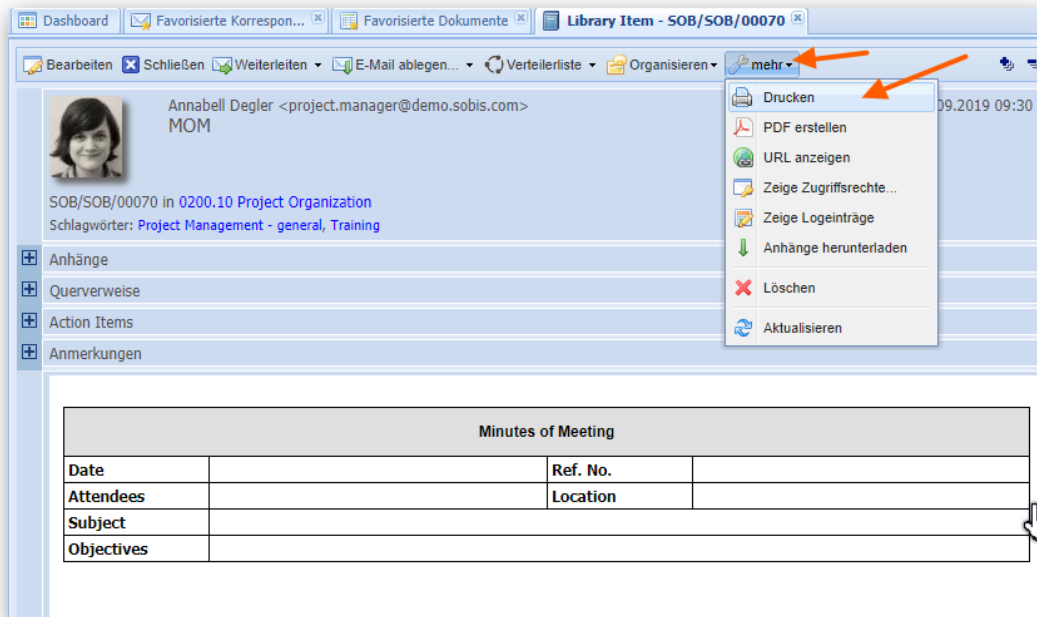 Dashboard Favorisierte Korrespon... Favorisierte Dokumente Library Item - SOB/SOB/00070
Bearbeiten Schließen Weiterleiten E-Mail ablegen... Verteilerliste Organisieren mehr
Annabell Degler <project.manager@demo.sobis.com> 09.2019 09:30
MOM
SOB/SOB/00070 in 0200.10 Project Organization
Schlagwörter: Project Management - general, Training
Drucken
PDF erstellen
URL anzeigen
Zeige Zugriffsrechte...
Zeige Logeinträge
Anhänge herunterladen
Löschen
Aktualisieren
Anhänge
Querverweise
Action Items
Anmerkungen
Minutes of Meeting
Date Ref. No.
Attendees Location
Subject
Objectives